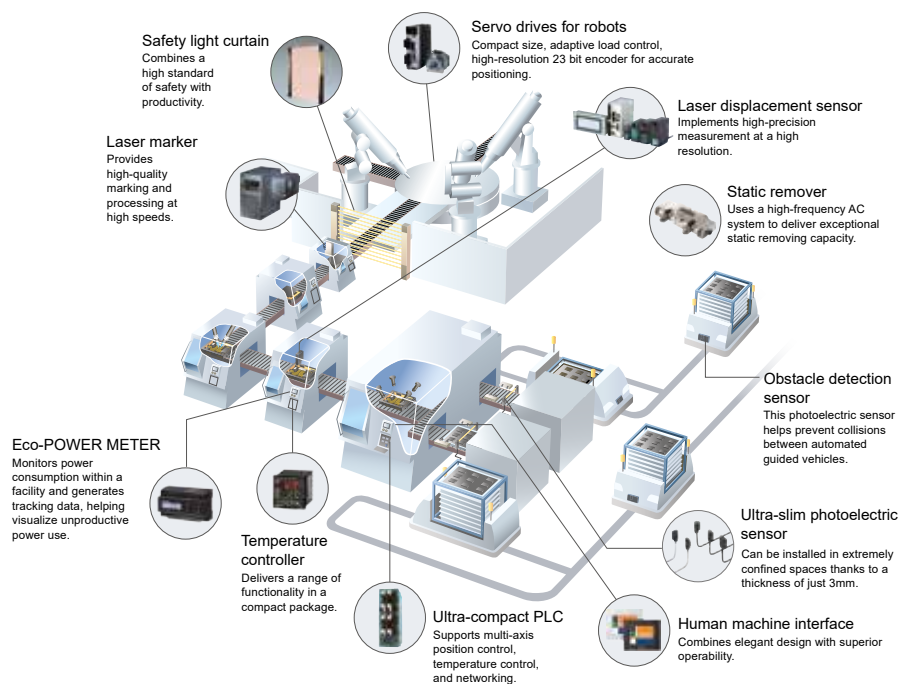 Servo drives for robots
Compact size, adaptive load control,
high-resolution 23 bit encoder for accurate
positioning.
Safety light curtain
Combines a
high standard
of safety with
productivity.
Laser displacement sensor
Implements high-precision
measurement at a high
resolution.
Laser marker
Provides
high-quality
marking and
processing at
high speeds.
Static remover
Uses a high-frequency AC
system to deliver exceptional
static removing capacity.
Obstacle detection
sensor
This photoelectric sensor
helps prevent collisions
between automated
guided vehicles.
Eco-POWER METER
Monitors power
consumption within a
facility and generates
tracking data, helping
visualize unproductive
power use.
Temperature
controller
Delivers a range of
functionality in a
compact package.
Ultra-slim photoelectric
sensor
Can be installed in extremely
confined spaces thanks to a
thickness of just 3mm.
Ultra-compact PLC
Supports multi-axis
position control,
temperature control,
and networking.
Human machine interface
Combines elegant design with superior
operability.